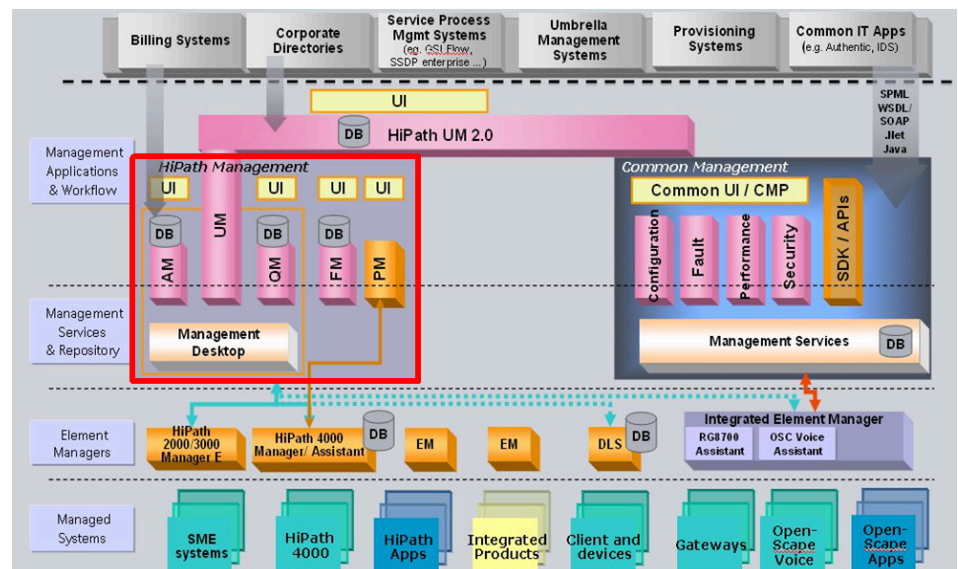 Billing Systems
Corporate
Directories
Service Process
Mgmt Systems
(eg. GSI.Flow,
SSDP enterprise ...)
Umbrella
Management
Systems
Provisioning
Systems
Common IT Apps
(e.g. Authentic, IDS)
SPML
WSDL/
SOAP
.Net
Java
UI
DB
HiPath UM 2.0
Management
Applications
& Workflow
HiPath Management
UI
UI
UI
UI
DB
AM
UM
DB
QM
DB
FM
PM
Common Management
Common UI / CMP
Configuration
Fault
Performance
Security
SDK / APIs
Management
Services
& Repository
Management
Desktop
Management Services
DB
Element
Managers
HiPath
2000/3000
Manager E
HiPath 4000
Manager/ Assistant
DB
EM
EM
DLS
DB
Integrated Element Manager
RG8700
Assistant
OSC Voice
Assistant
Managed
Systems
SME
systems
HiPath
4000
HiPath
Apps
Integrated
Products
Client and
devices
Gateways
Open-
Scape
Voice
Open-
Scape
Apps